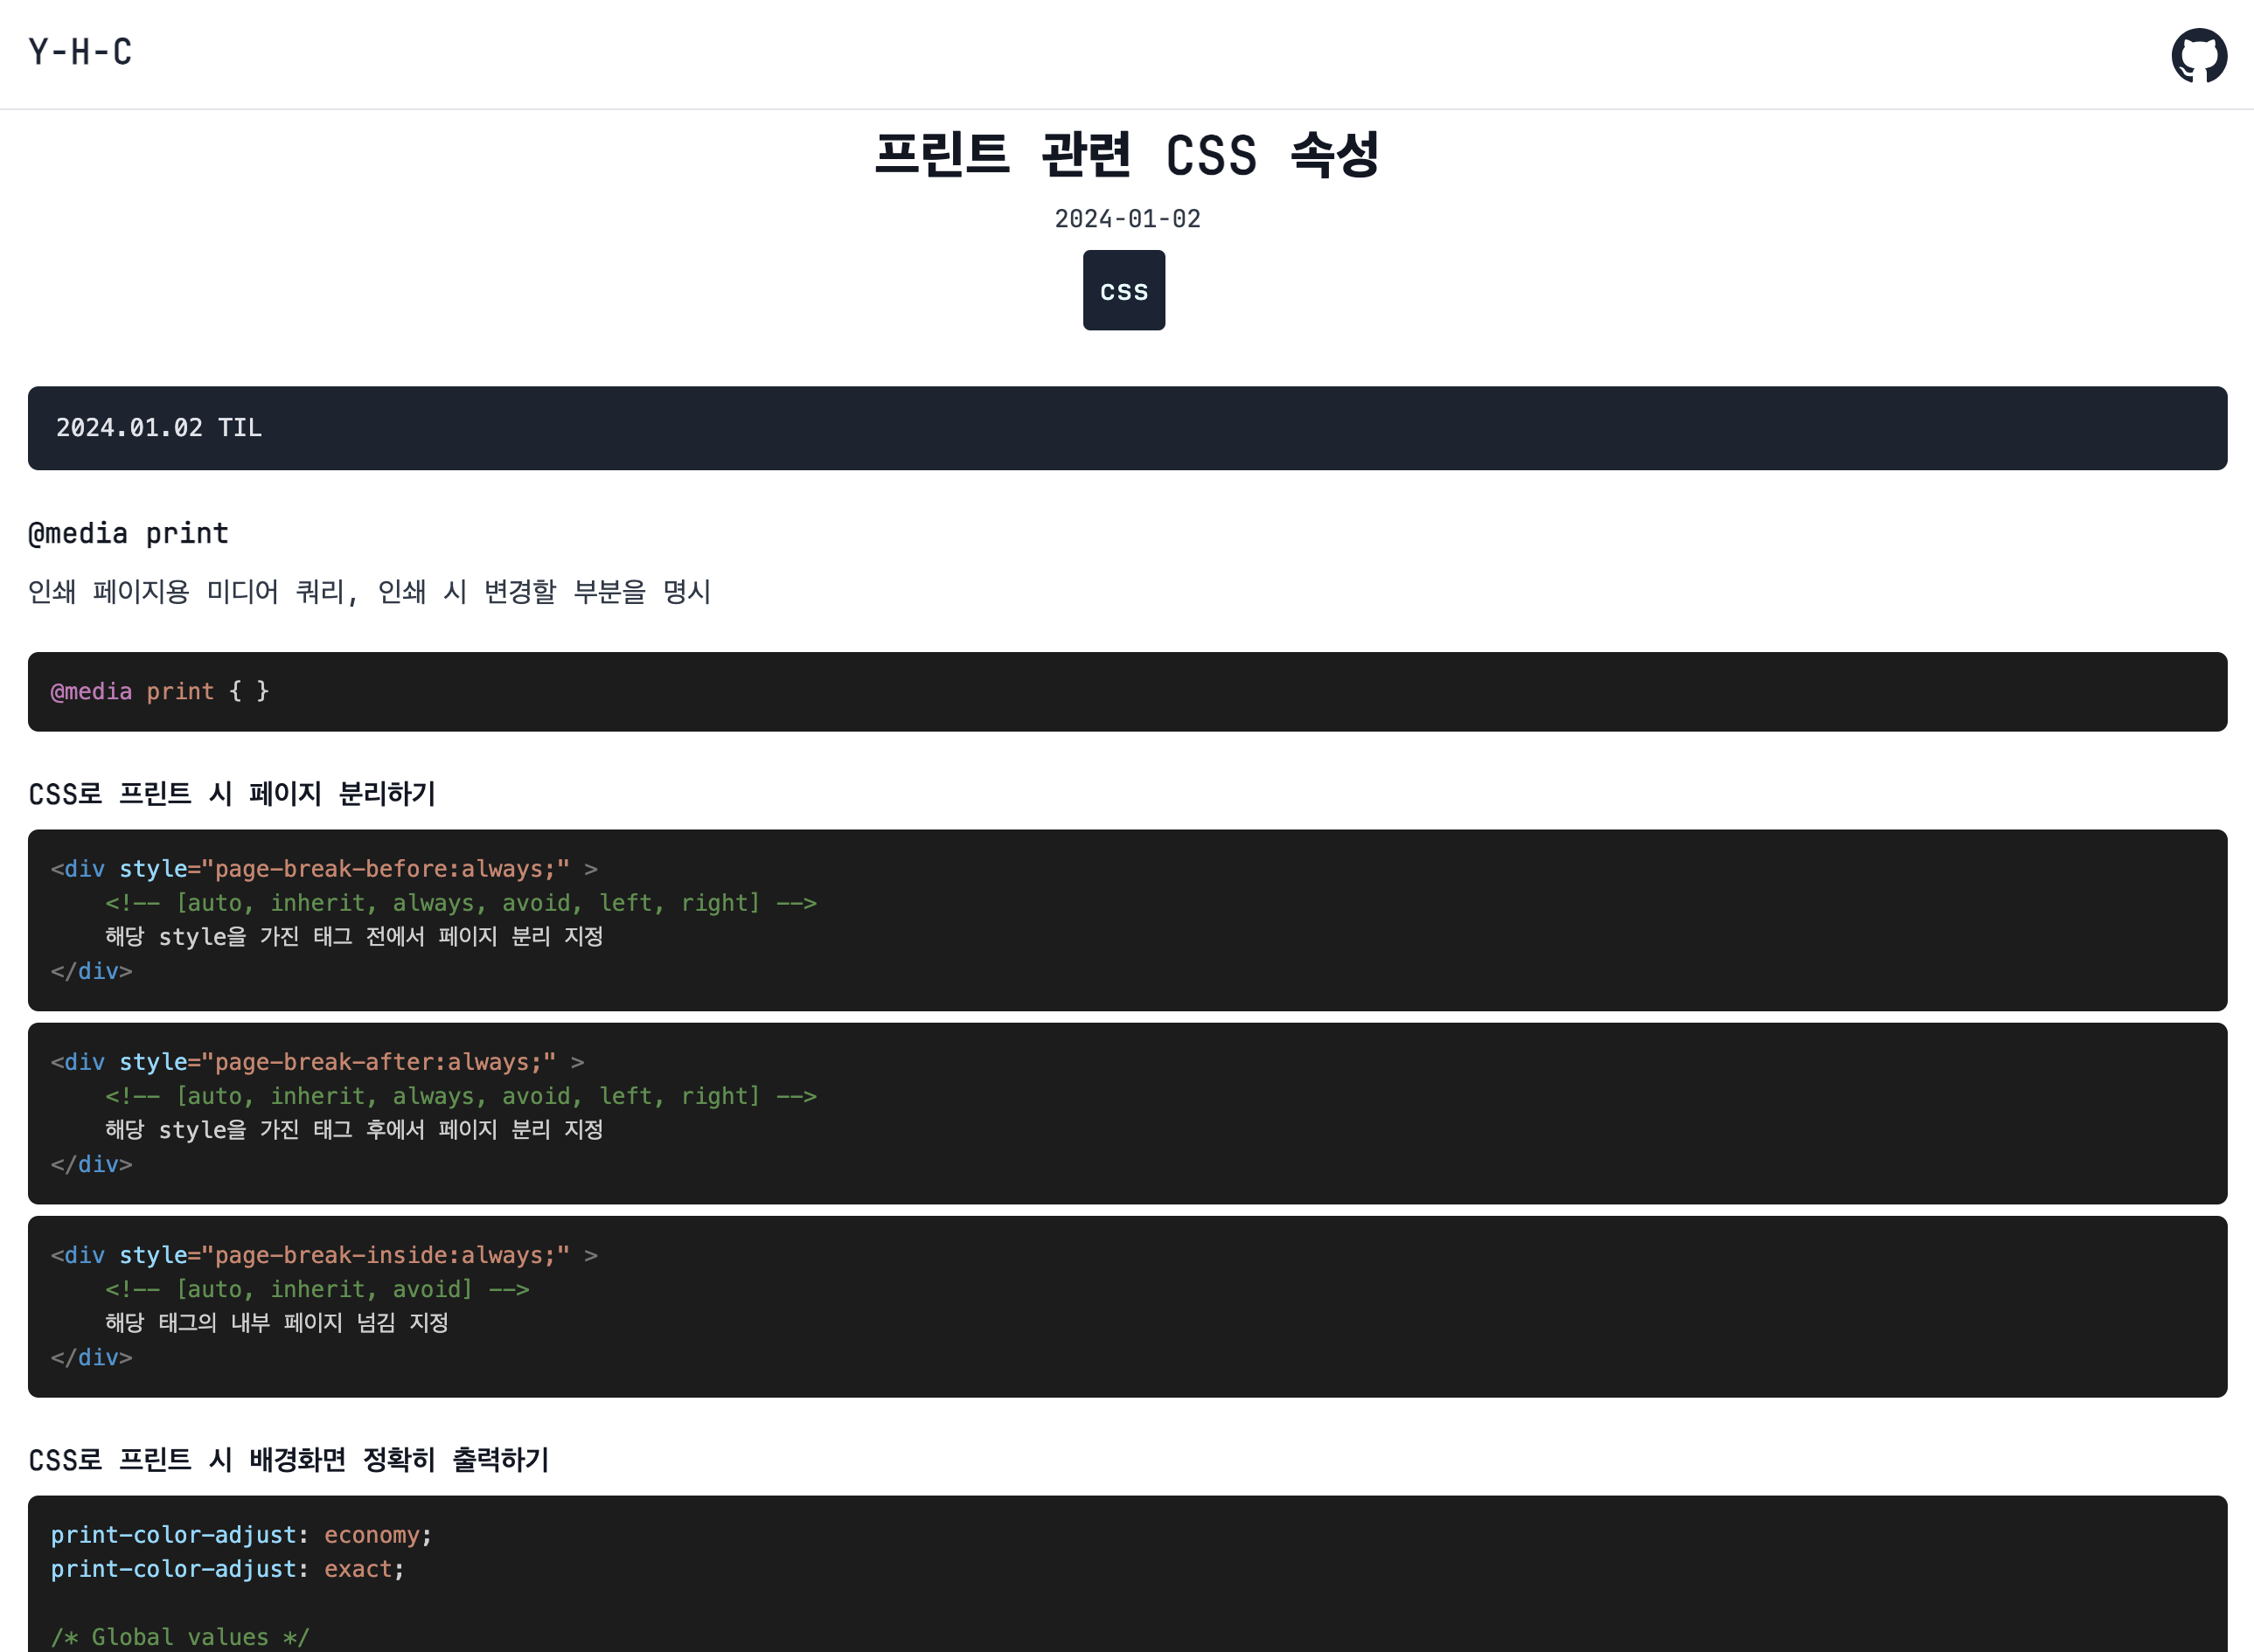 Y-H-C
프린트 관련 CSS 속성
2024-01-02
CSS
2024.01.02 TIL
@media print
인쇄 페이지용 미디어 쿼리, 인쇄 시 변경할 부분을 명시
@media print { }
CSS로 프린트 시 페이지 분리하기
<div style="page-break-before:always;" >
    <!-- [auto, inherit, always, avoid, left, right] -->
    해당 style을 가진 태그 전에서 페이지 분리 지정
</div>
<div style="page-break-after:always;" >
    <!-- [auto, inherit, always, avoid, left, right] -->
    해당 style을 가진 태그 후에서 페이지 분리 지정
</div>
<div style="page-break-inside:always;" >
    <!-- [auto, inherit, avoid] -->
    해당 태그의 내부 페이지 넘김 지정
</div>
CSS로 프린트 시 배경화면 정확히 출력하기
print-color-adjust: economy;
print-color-adjust: exact;
/* Global values */